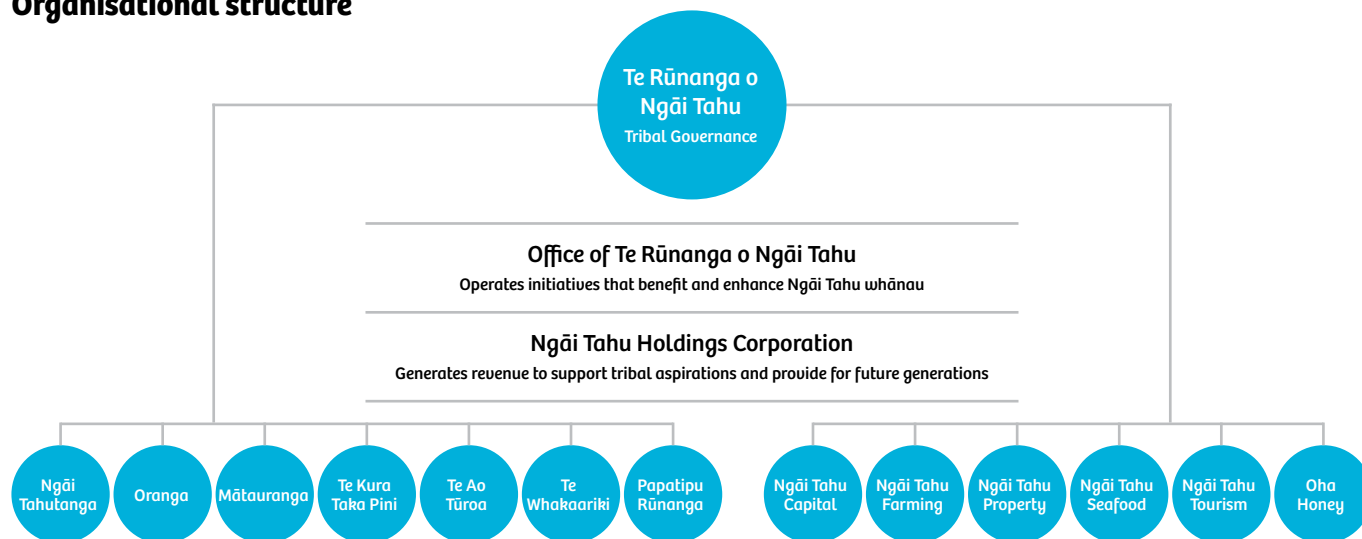 Organisational structure
Te Rūnanga o
Ngāi Tahu
Tribal Governance
Office of Te Rūnanga o Ngāi Tahu
Operates initiatives that benefit and enhance Ngāi Tahu whānau
Ngāi Tahu Holdings Corporation
Generates revenue to support tribal aspirations and provide for future generations
Ngāi
Tahutanga
Oranga
Mātauranga
Te Kura
Taka Pini
Te Ao
Tūroa
Te
Whakaariki
Papatipu
Rūnanga
Ngāi Tahu
Capital
Ngāi Tahu
Farming
Ngāi Tahu
Property
Ngāi Tahu
Seafood
Ngāi Tahu
Tourism
Oha
Honey